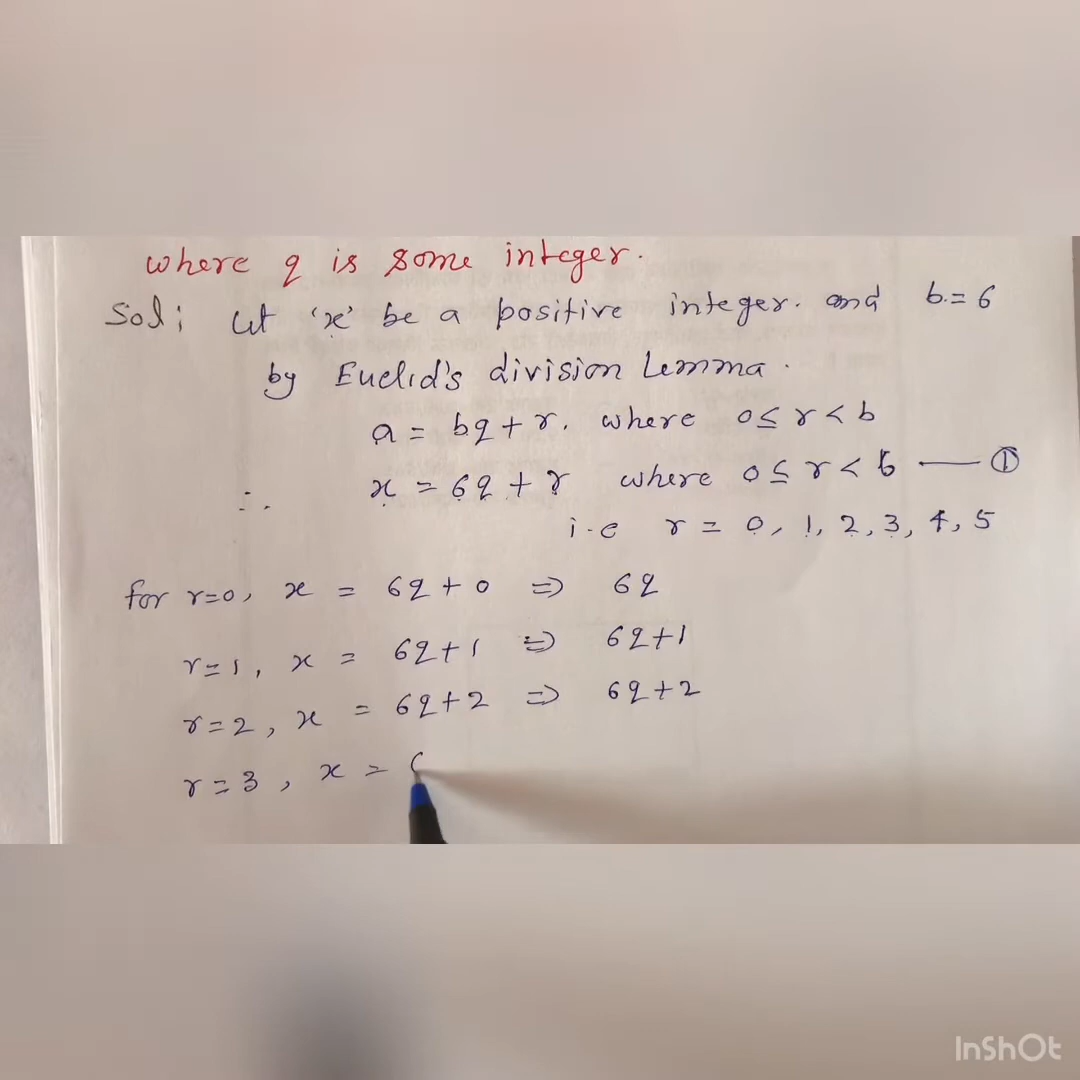 where q is some integer.
Sol; Let 'x' be a positive integer. and b = 6
by Euclid's division Lemma.
a = bq + r. where 0 ≤ r < b
∴ x = 6q + r where 0 ≤ r < 6 —— ①
i.e r = 0, 1, 2, 3, 4, 5
for r=0, x = 6q + 0 => 6q
r=1, x = 6q+1 => 6q+1
r=2, x = 6q+2 => 6q+2
r=3, x =
InShOt